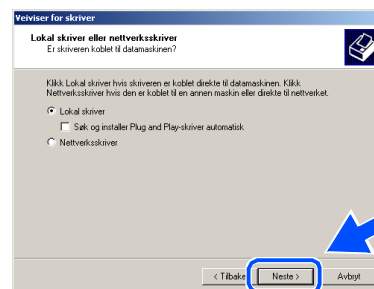 Veiviser for skriver
Lokal skriver eller nettverksskriver
Er skriveren koblet til datamaskinen?
Klikk Lokal skriver hvis skriveren er koblet direkte til datamaskinen. Klikk
Nettverksskriver hvis den er koblet til en annen maskin eller direkte til nettverket.
Lokal skriver
Søk og installer Plug and Play-skriver automatisk
Nettverksskriver
< Tilbake Neste > Avbryt